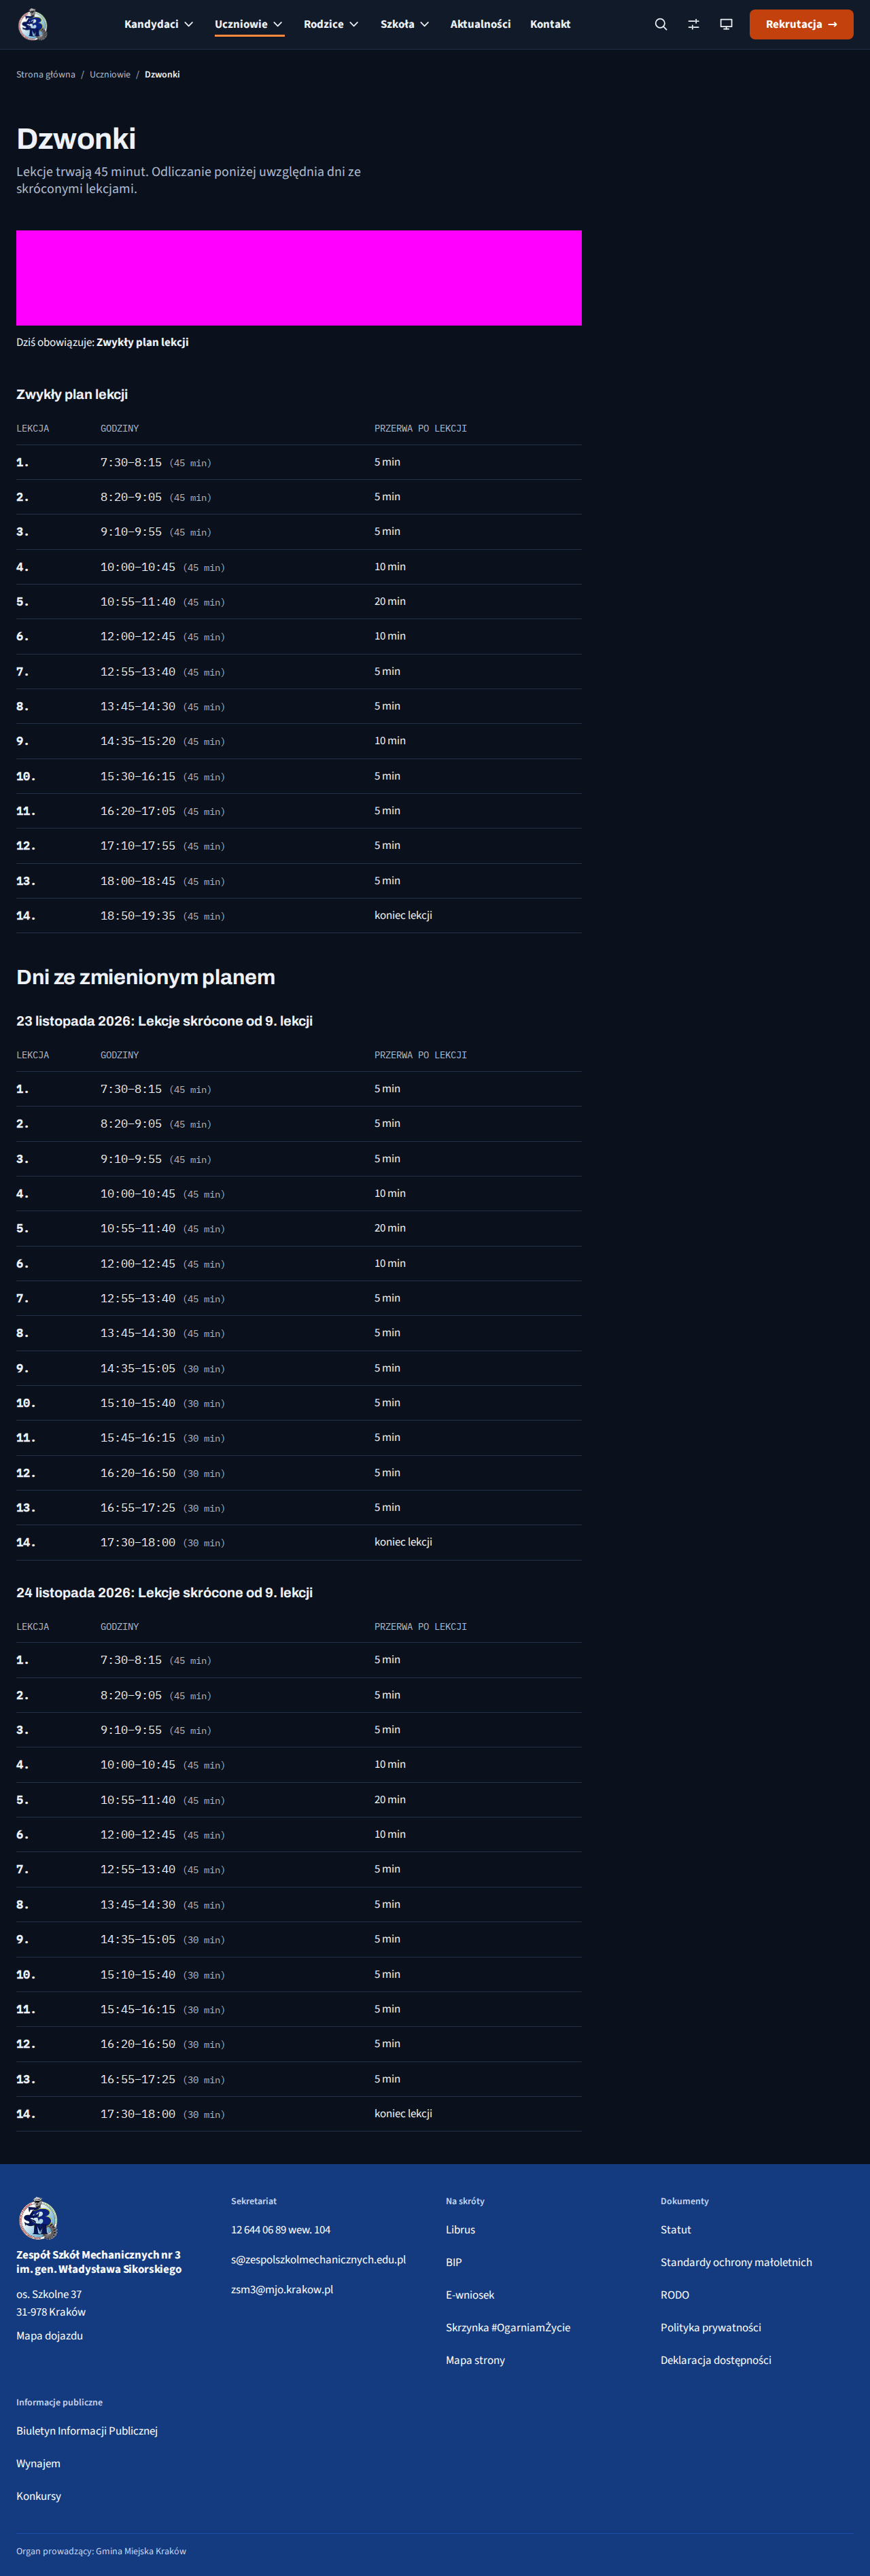 Kandydaci Uczniowie Rodzice Szkoła Aktualności Kontakt Rekrutacja →
Strona główna / Uczniowie / Dzwonki
Dzwonki
Lekcje trwają 45 minut. Odliczanie poniżej uwzględnia dni ze
skróconymi lekcjami.
Dziś obowiązuje: Zwykły plan lekcji
Zwykły plan lekcji
LEKCJA GODZINY PRZERWA PO LEKCJI
1. 7:30–8:15 (45 min) 5 min
2. 8:20–9:05 (45 min) 5 min
3. 9:10–9:55 (45 min) 5 min
4. 10:00–10:45 (45 min) 10 min
5. 10:55–11:40 (45 min) 20 min
6. 12:00–12:45 (45 min) 10 min
7. 12:55–13:40 (45 min) 5 min
8. 13:45–14:30 (45 min) 5 min
9. 14:35–15:20 (45 min) 10 min
10. 15:30–16:15 (45 min) 5 min
11. 16:20–17:05 (45 min) 5 min
12. 17:10–17:55 (45 min) 5 min
13. 18:00–18:45 (45 min) 5 min
14. 18:50–19:35 (45 min) koniec lekcji
Dni ze zmienionym planem
23 listopada 2026: Lekcje skrócone od 9. lekcji
LEKCJA GODZINY PRZERWA PO LEKCJI
1. 7:30–8:15 (45 min) 5 min
2. 8:20–9:05 (45 min) 5 min
3. 9:10–9:55 (45 min) 5 min
4. 10:00–10:45 (45 min) 10 min
5. 10:55–11:40 (45 min) 20 min
6. 12:00–12:45 (45 min) 10 min
7. 12:55–13:40 (45 min) 5 min
8. 13:45–14:30 (45 min) 5 min
9. 14:35–15:05 (30 min) 5 min
10. 15:10–15:40 (30 min) 5 min
11. 15:45–16:15 (30 min) 5 min
12. 16:20–16:50 (30 min) 5 min
13. 16:55–17:25 (30 min) 5 min
14. 17:30–18:00 (30 min) koniec lekcji
24 listopada 2026: Lekcje skrócone od 9. lekcji
LEKCJA GODZINY PRZERWA PO LEKCJI
1. 7:30–8:15 (45 min) 5 min
2. 8:20–9:05 (45 min) 5 min
3. 9:10–9:55 (45 min) 5 min
4. 10:00–10:45 (45 min) 10 min
5. 10:55–11:40 (45 min) 20 min
6. 12:00–12:45 (45 min) 10 min
7. 12:55–13:40 (45 min) 5 min
8. 13:45–14:30 (45 min) 5 min
9. 14:35–15:05 (30 min) 5 min
10. 15:10–15:40 (30 min) 5 min
11. 15:45–16:15 (30 min) 5 min
12. 16:20–16:50 (30 min) 5 min
13. 16:55–17:25 (30 min) 5 min
14. 17:30–18:00 (30 min) koniec lekcji
Zespół Szkół Mechanicznych nr 3
im. gen. Władysława Sikorskiego
os. Szkolne 37
31-978 Kraków
Mapa dojazdu
Sekretariat
12 644 06 89 wew. 104
s@zespolszkolmechanicznych.edu.pl
zsm3@mjo.krakow.pl
Na skróty
Librus
BIP
E-wniosek
Skrzynka #OgarniamŻycie
Mapa strony
Dokumenty
Statut
Standardy ochrony małoletnich
RODO
Polityka prywatności
Deklaracja dostępności
Informacje publiczne
Biuletyn Informacji Publicznej
Wynajem
Konkursy
Organ prowadzący: Gmina Miejska Kraków